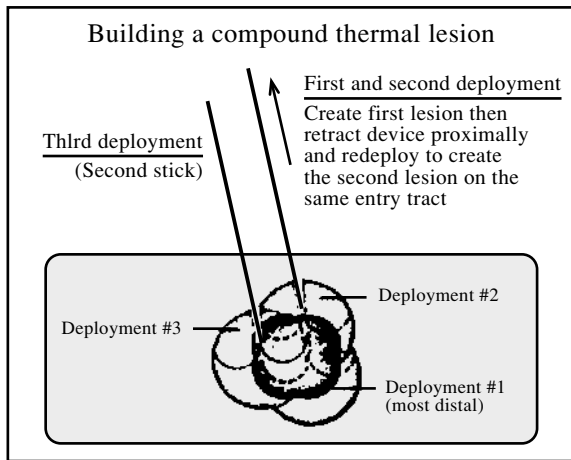 Building a compound thermal lesion
First and second deployment
Create first lesion then
retract device proximally
and redeploy to create
the second lesion on the
same entry tract
Thlrd deployment
(Second stick)
Deployment #2
Deployment #3
Deployment #1
(most distal)